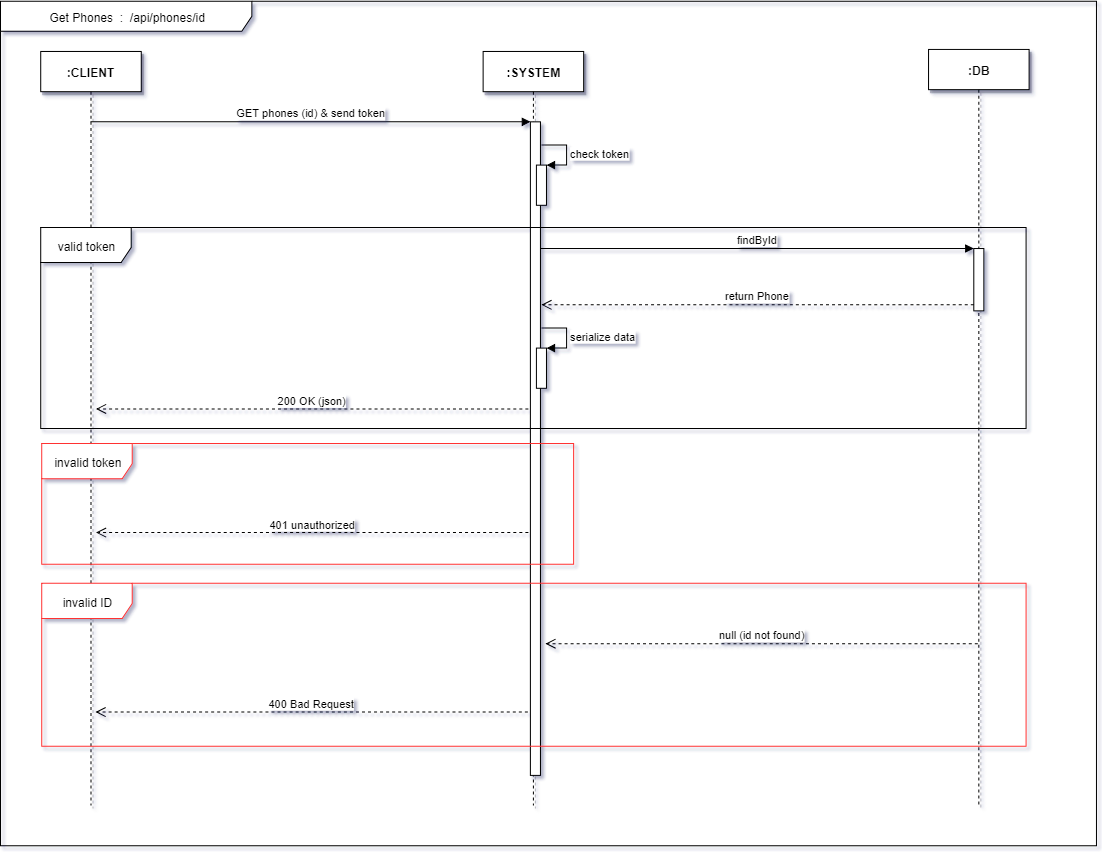 Get Phones : /api/phones/id
:CLIENT
:SYSTEM
:DB
GET phones (id) & send token
check token
valid token
findById
return Phone
serialize data
200 OK (json)
invalid token
401 unauthorized
invalid ID
null (id not found)
400 Bad Request